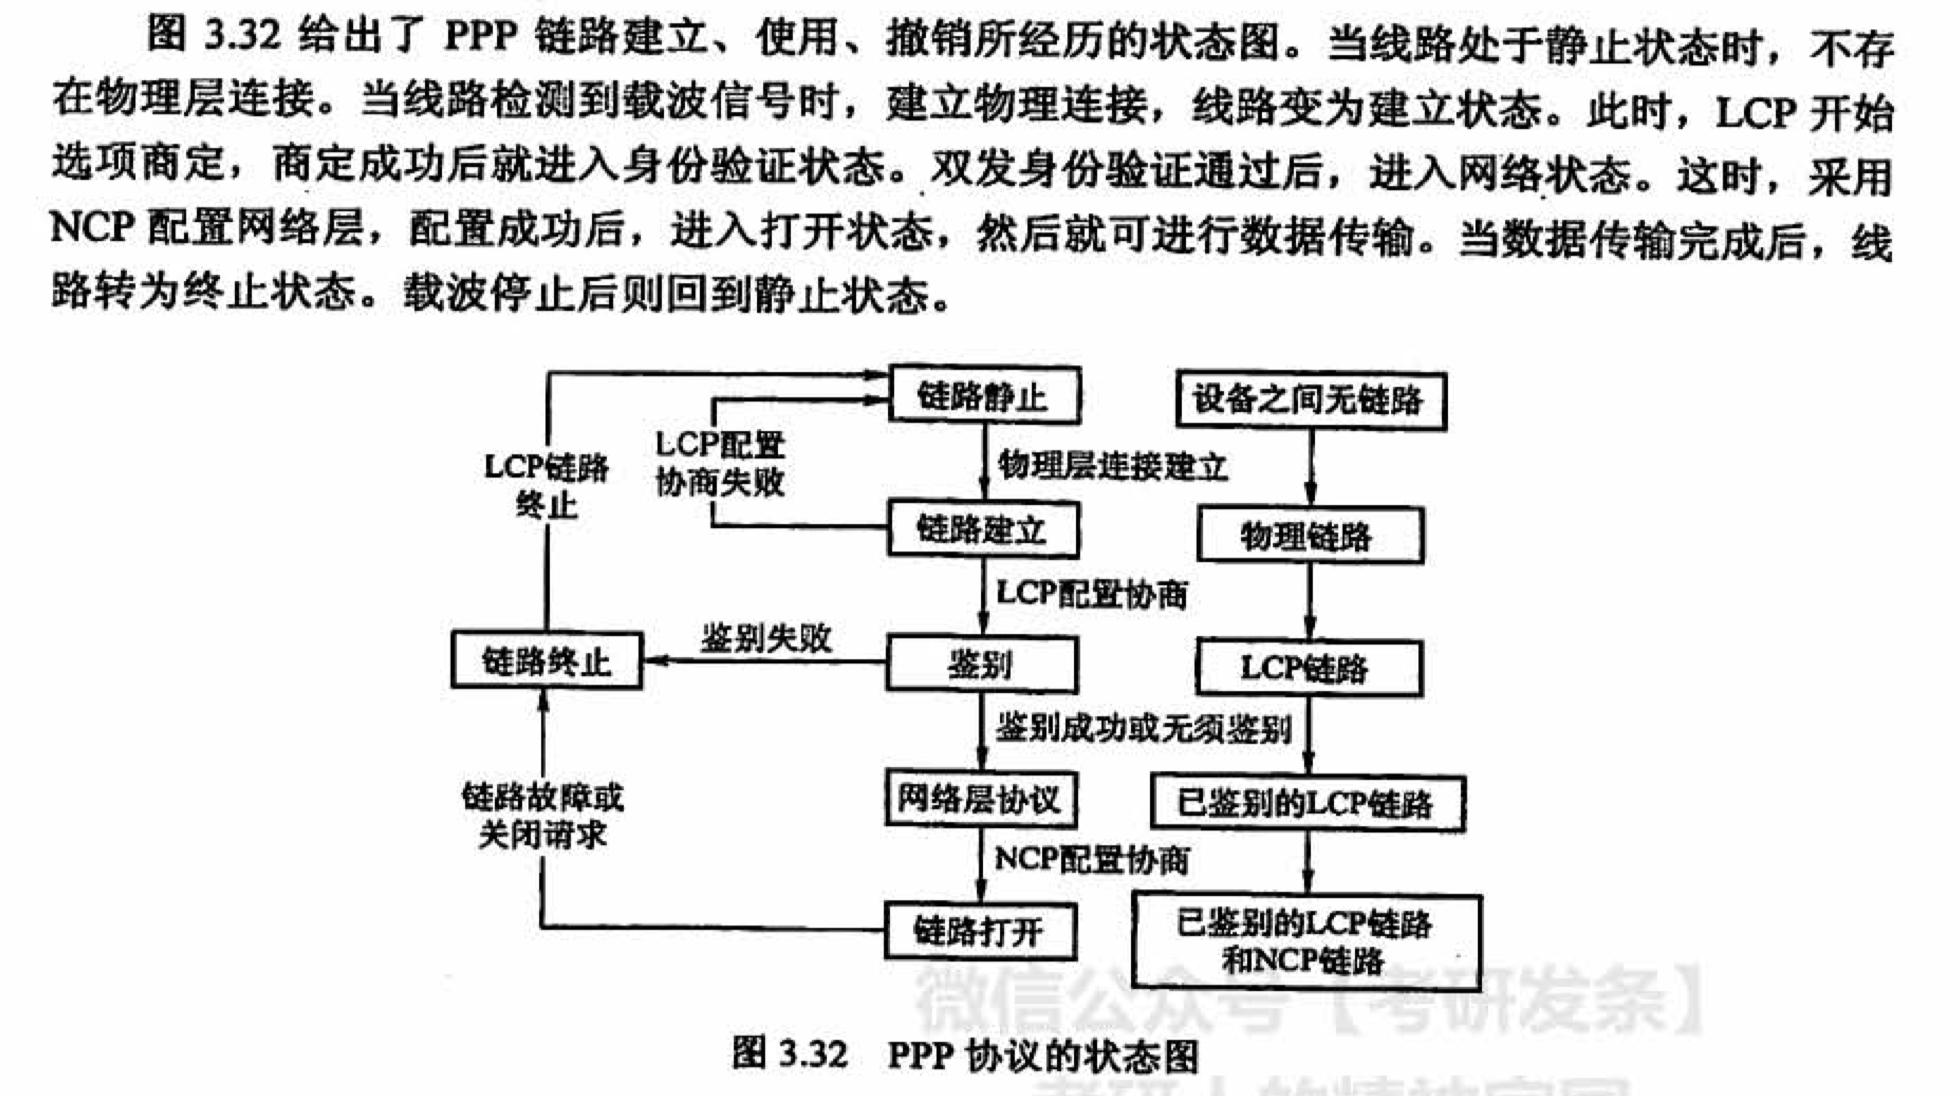 图 3.32 给出了 PPP 链路建立、使用、撤销所经历的状态图。当线路处于静止状态时，不存
在物理层连接。当线路检测到载波信号时，建立物理连接，线路变为建立状态。此时，LCP 开始
选项商定，商定成功后就进入身份验证状态。双发身份验证通过后，进入网络状态。这时，采用
NCP 配置网络层，配置成功后，进入打开状态，然后就可进行数据传输。当数据传输完成后，线
路转为终止状态。载波停止后则回到静止状态。
链路静止
设备之间无链路
LCP配置
协商失败
LCP链路
终止
物理层连接建立
链路建立
物理链路
LCP配置协商
鉴别失败
链路终止
鉴别
LCP链路
鉴别成功或无须鉴别
链路故障或
关闭请求
网络层协议
已鉴别的LCP链路
NCP配置协商
链路打开
已鉴别的LCP链路
和NCP链路
微信公众号【考研发条】
图 3.32 PPP 协议的状态图